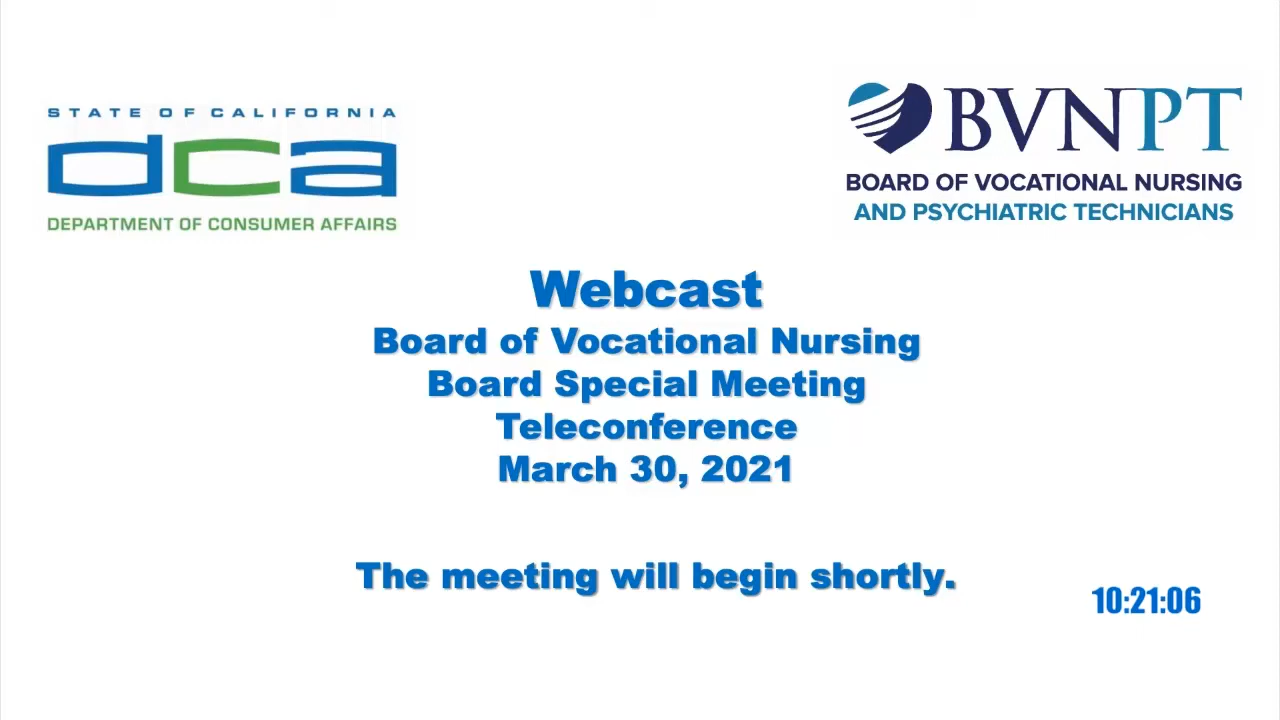 STATE OF CALIFORNIA
dca
DEPARTMENT OF CONSUMER AFFAIRS
BVNPT
BOARD OF VOCATIONAL NURSING
AND PSYCHIATRIC TECHNICIANS
Webcast
Board of Vocational Nursing
Board Special Meeting
Teleconference
March 30, 2021
The meeting will begin shortly.
10:21:06